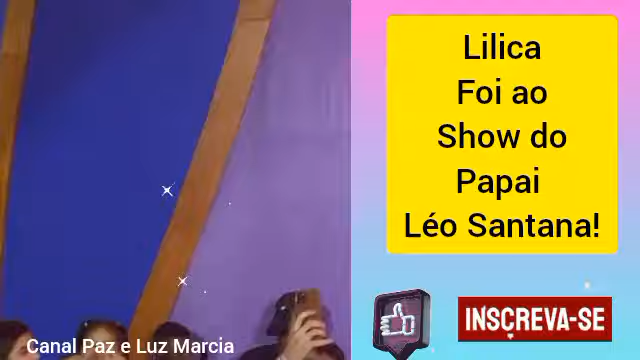 Lilica
Foi ao
Show do
Papai
Léo Santana!
Canal Paz e Luz Marcia
INSCREVA-SE